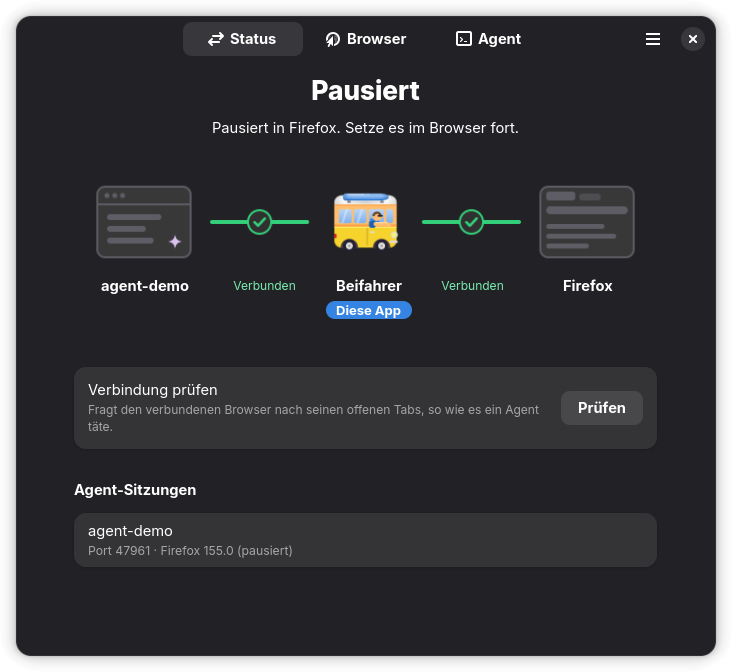 Status
Browser
Agent
Pausiert
Pausiert in Firefox. Setze es im Browser fort.
agent-demo
Verbunden
Beifahrer
Verbunden
Firefox
Diese App
Verbindung prüfen
Fragt den verbundenen Browser nach seinen offenen Tabs, so wie es ein Agent
täte.
Prüfen
Agent-Sitzungen
agent-demo
Port 47961 · Firefox 155.0 (pausiert)